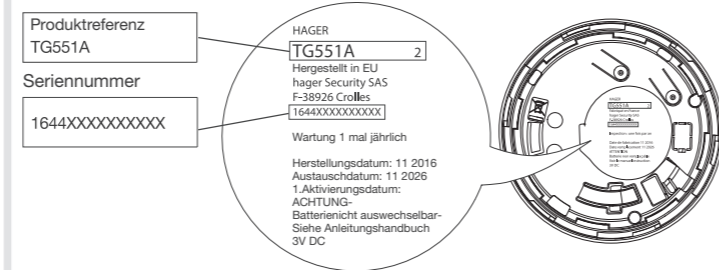 Produktreferenz
TG551A
Seriennummer
1644XXXXXXXXXX
HAGER
TG551A 2
Hergestellt in EU
hager Security SAS
F-38926 Crolles
1644XXXXXXXXXX
Wartung 1 mal jährlich
Herstellungsdatum: 11 2016
Austauschdatum: 11 2026
1.Aktivierungsdatum:
ACHTUNG-
Batterienicht auswechselbar-
Siehe Anleitungshandbuch
3V DC
HAGER
TG551A